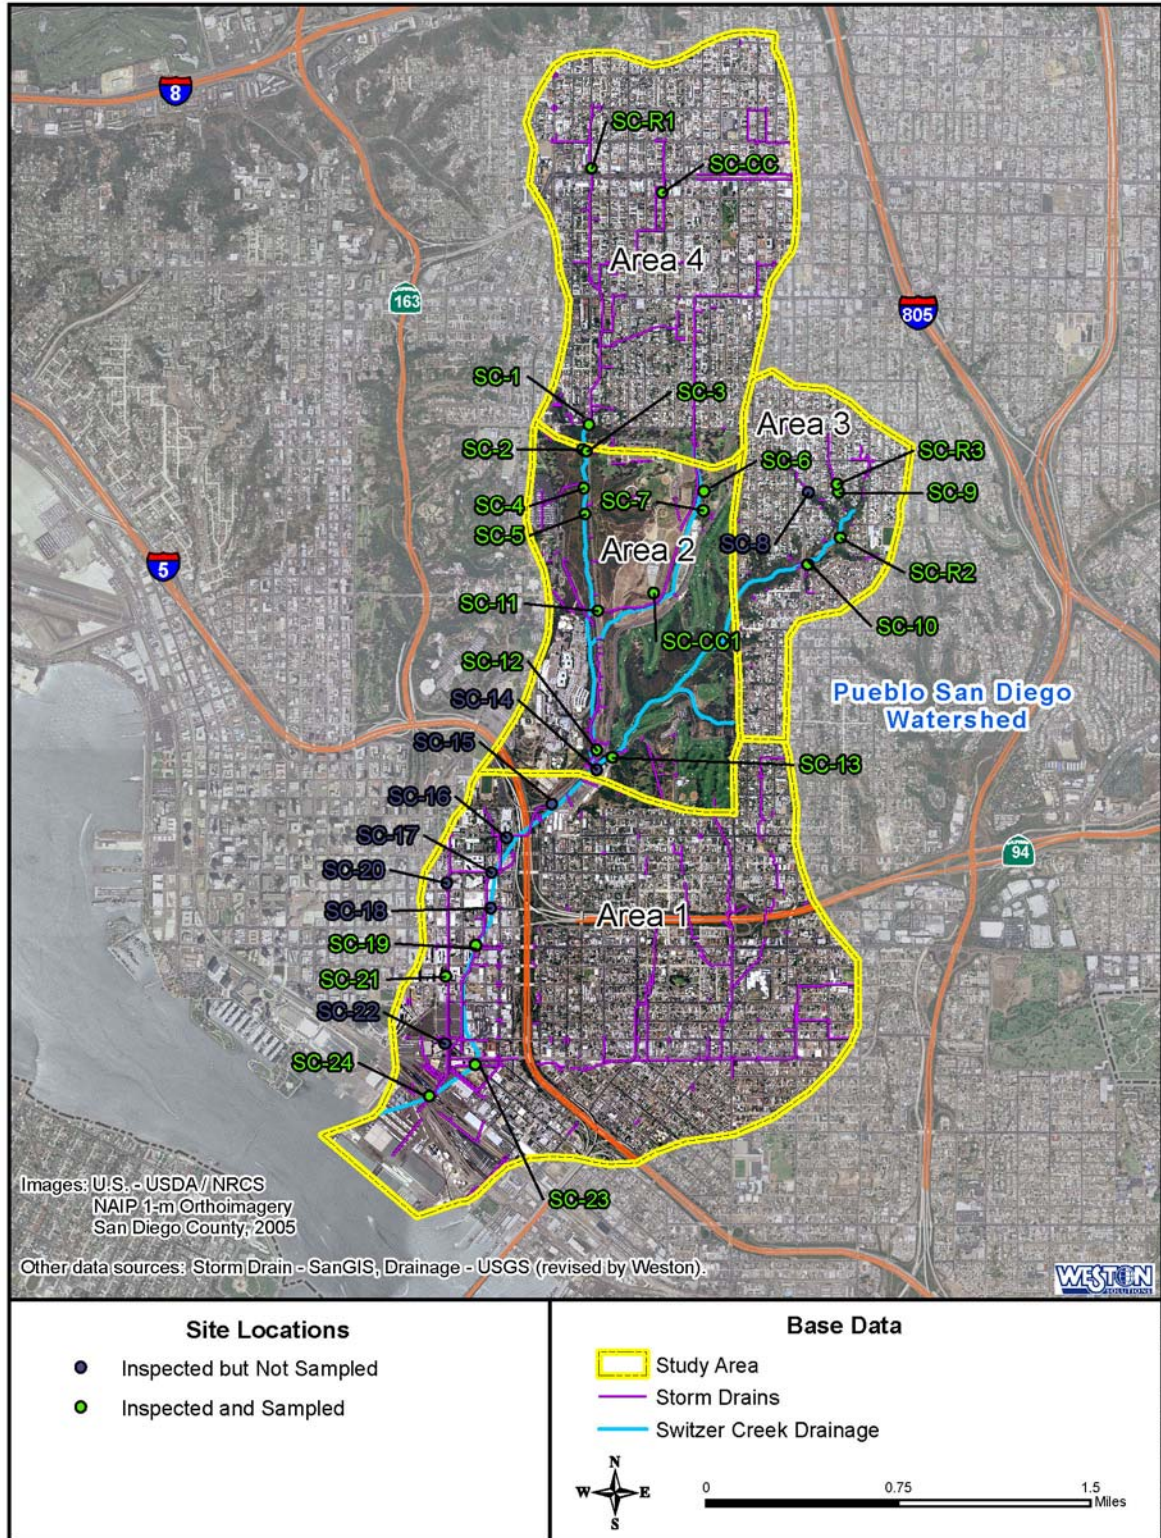 8
SC-R1
SC-CC
Area 4
163
805
SC-1
SC-3
Area 3
SC-2
SC-6
SC-R3
SC-4
SC-7
SC-9
SC-5
Area 2
SC-8
5
SC-R2
SC-11
SC-CC1
SC-10
SC-12
SC-14
Pueblo San Diego
Watershed
SC-15
SC-13
SC-16
SC-17
94
SC-20
SC-18
Area 1
SC-19
SC-21
SC-22
SC-24
Images: U.S. - USDA / NRCS
NAIP 1-m Orthoimagery
San Diego County, 2005
SC-23
Other data sources: Storm Drain - SanGIS, Drainage - USGS (revised by Weston).
WESTON
SOLUTIONS
Site Locations
Inspected but Not Sampled
Inspected and Sampled
Base Data
Study Area
Storm Drains
Switzer Creek Drainage
N
W E
S
0 0.75 1.5
Miles